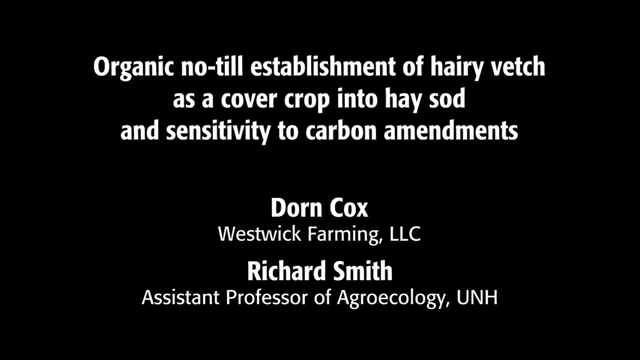 Organic no-till establishment of hairy vetch
as a cover crop into hay sod
and sensitivity to carbon amendments
Dorn Cox
Westwick Farming, LLC
Richard Smith
Assistant Professor of Agroecology, UNH